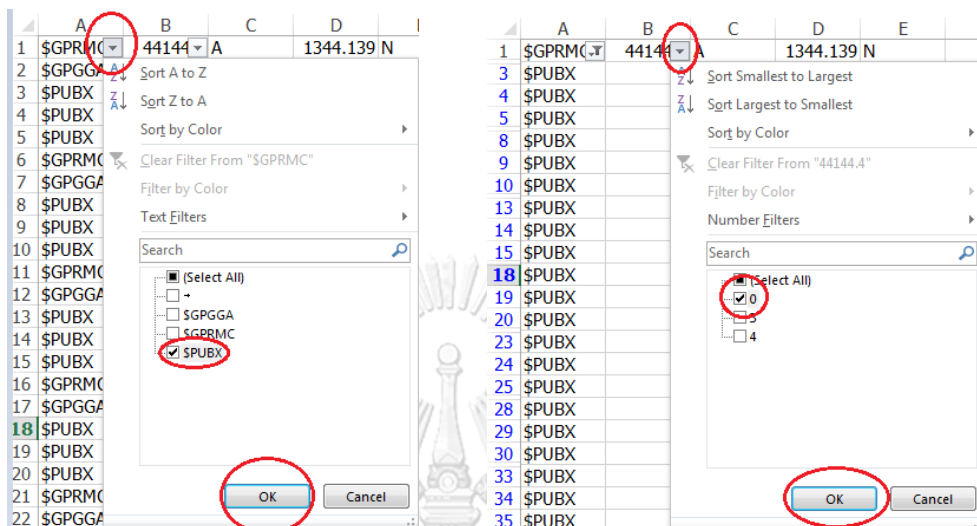 A B C D
1 $GPRMC 44144 A 1344.139 N
2 $GPGGA
3 $PUBX
4 $PUBX
5 $PUBX
6 $GPRMC
7 $GPGGA
8 $PUBX
9 $PUBX
10 $PUBX
11 $GPRMC
12 $GPGGA
13 $PUBX
14 $PUBX
15 $PUBX
16 $GPRMC
17 $GPGGA
18 $PUBX
19 $PUBX
20 $PUBX
21 $GPRMC
22 $GPGGA
Sort A to Z
Sort Z to A
Sort by Color
Clear Filter From "$GPRMC"
Filter by Color
Text Filters
Search
(Select All)
$GPGGA
$GPRMC
$PUBX
OK Cancel
A B C D E
1 $GPRMC 44144 A 1344.139 N
3 $PUBX
4 $PUBX
5 $PUBX
8 $PUBX
9 $PUBX
10 $PUBX
13 $PUBX
14 $PUBX
15 $PUBX
18 $PUBX
19 $PUBX
20 $PUBX
23 $PUBX
24 $PUBX
25 $PUBX
28 $PUBX
29 $PUBX
30 $PUBX
33 $PUBX
34 $PUBX
35 $PUBX
Sort Smallest to Largest
Sort Largest to Smallest
Sort by Color
Clear Filter From "44144.4"
Filter by Color
Number Filters
Search
(Select All)
0
3
4
OK Cancel